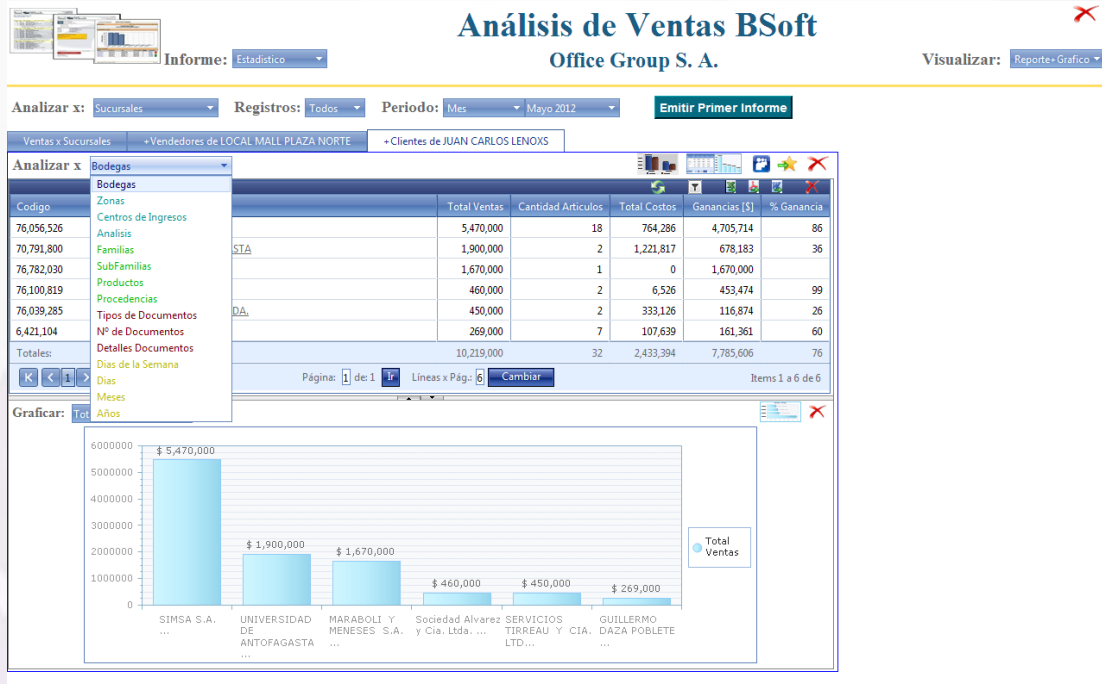 Análisis de Ventas BSoft
Informe: Estadistico
Office Group S. A.
Visualizar: Reporte+Grafico
Analizar x: Sucursales Registros: Todos Periodo: Mes Mayo 2012 Emitir Primer Informe
Ventas x Sucursales +Vendedores de LOCAL MALL PLAZA NORTE +Clientes de JUAN CARLOS LENOXS
Analizar x Bodegas
Bodegas
Zonas
Centros de Ingresos
Analisis
Familias
SubFamilias
Productos
Procedencias
Tipos de Documentos
Nº de Documentos
Detalles Documentos
Dias de la Semana
Dias
Meses
Años
Codigo Total Ventas Cantidad Articulos Total Costos Ganancias [$] % Ganancia
76,056,526 5,470,000 18 764,286 4,705,714 86
70,791,800 STA 1,900,000 2 1,221,817 678,183 36
76,782,030 1,670,000 1 0 1,670,000
76,100,819 460,000 2 6,526 453,474 99
76,039,285 DA. 450,000 2 333,126 116,874 26
6,421,104 269,000 7 107,639 161,361 60
Totales: 10,219,000 32 2,433,394 7,785,606 76
1 Página: 1 de: 1 Ir Líneas x Pág.: 6 Cambiar Items 1 a 6 de 6
Graficar: Tot
6000000
5000000
4000000
3000000
2000000
1000000
0
$ 5,470,000
$ 1,900,000
$ 1,670,000
$ 460,000
$ 450,000
$ 269,000
SIMSA S.A.
...
UNIVERSIDAD
DE
ANTOFAGASTA
...
MARABOLI Y
MENESES S.A.
...
Sociedad Alvarez
y Cia. Ltda. ...
SERVICIOS
TIRREAU Y CIA.
LTD...
GUILLERMO
DAZA POBLETE
...
Total
Ventas